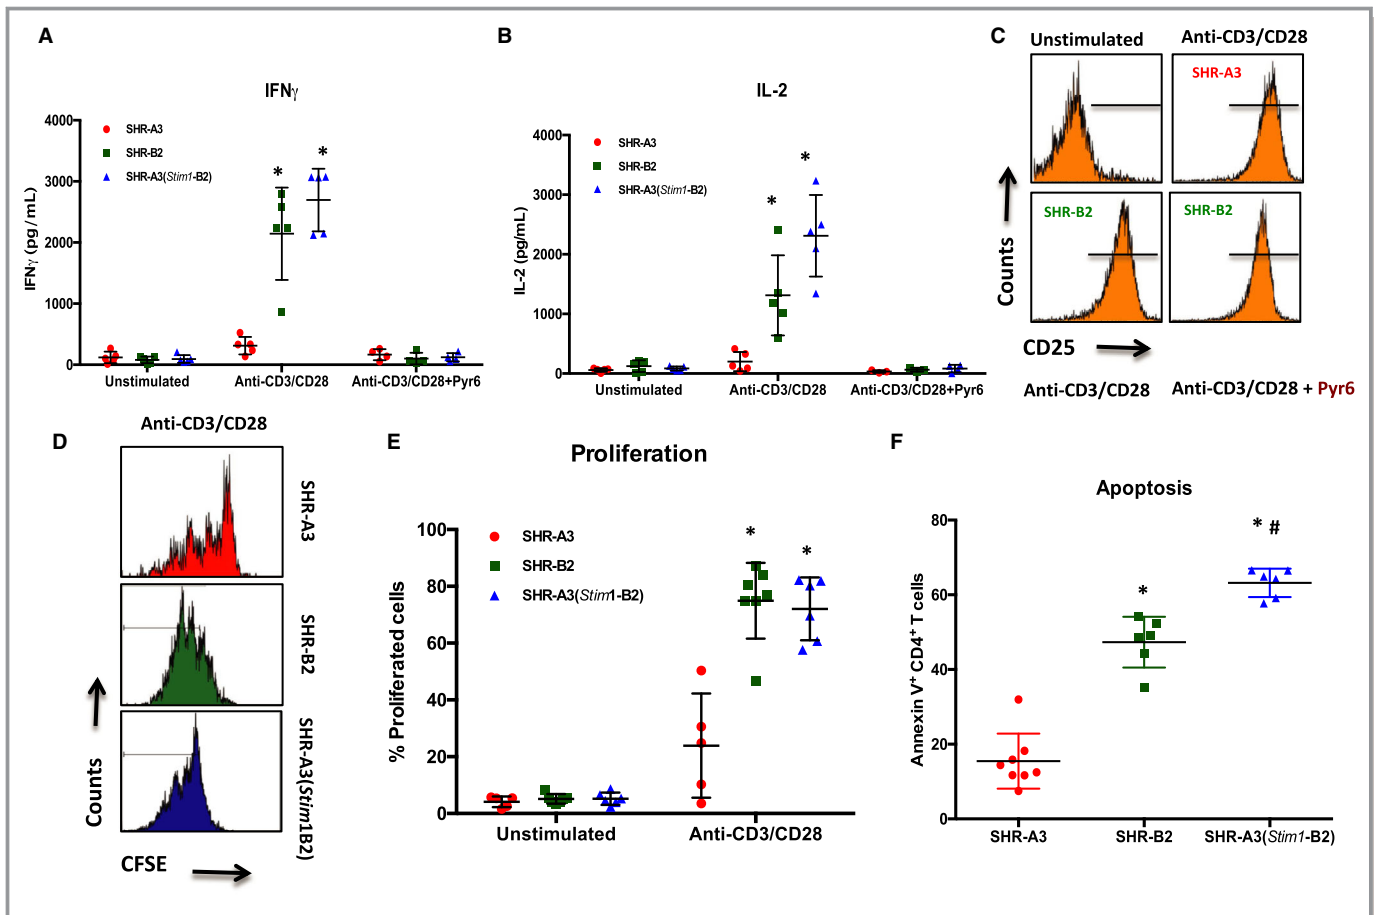 A
IFNγ
4000
3000
2000
1000
0
IFNγ (pg/mL)
SHR-A3
SHR-B2
SHR-A3(Stim1-B2)
*
*
Unstimulated
Anti-CD3/CD28
Anti-CD3/CD28+Pyr6
B
IL-2
4000
3000
2000
1000
0
IL-2 (pg/mL)
SHR-A3
SHR-B2
SHR-A3(Stim1-B2)
*
*
Unstimulated
Anti-CD3/CD28
Anti-CD3/CD28+Pyr6
C
Unstimulated
Anti-CD3/CD28
SHR-A3
SHR-B2
SHR-B2
Counts
CD25
Anti-CD3/CD28
Anti-CD3/CD28 + Pyr6
D
Anti-CD3/CD28
SHR-A3
SHR-B2
SHR-A3(Stim1B2)
Counts
CFSE
E
Proliferation
100
80
60
40
20
0
% Proliferated cells
SHR-A3
SHR-B2
SHR-A3(Stim1-B2)
*
*
Unstimulated
Anti-CD3/CD28
F
Apoptosis
80
60
40
20
0
Annexin V+ CD4+ T cells
*
* #
SHR-A3
SHR-B2
SHR-A3(Stim1-B2)